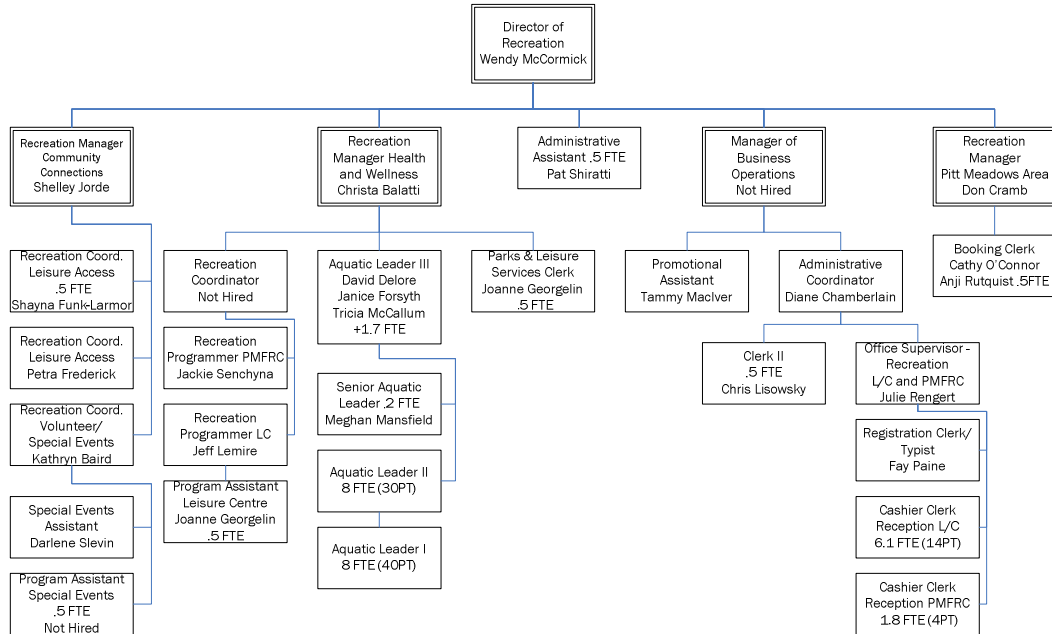 Director of
Recreation
Wendy McCormick
Recreation Manager
Community
Connections
Shelley Jorde
Recreation
Manager Health
and Wellness
Christa Balatti
Administrative
Assistant .5 FTE
Pat Shiratti
Manager of
Business
Operations
Not Hired
Recreation
Manager
Pitt Meadows Area
Don Cramb
Recreation Coord.
Leisure Access
.5 FTE
Shayna Funk-Larmor
Recreation
Coordinator
Not Hired
Aquatic Leader III
David Delore
Janice Forsyth
Tricia McCallum
+1.7 FTE
Parks & Leisure
Services Clerk
Joanne Georgelin
.5 FTE
Promotional
Assistant
Tammy MacIver
Administrative
Coordinator
Diane Chamberlain
Booking Clerk
Cathy O'Connor
Anji Rutquist .5FTE
Recreation Coord.
Leisure Access
Petra Frederick
Recreation
Programmer PMFRC
Jackie Senchyna
Clerk II
.5 FTE
Chris Lisowsky
Office Supervisor -
Recreation
L/C and PMFRC
Julie Rengert
Senior Aquatic
Leader .2 FTE
Meghan Mansfield
Recreation Coord.
Volunteer/
Special Events
Kathryn Baird
Recreation
Programmer LC
Jeff Lemire
Registration Clerk/
Typist
Fay Paine
Aquatic Leader II
8 FTE (30PT)
Program Assistant
Leisure Centre
Joanne Georgelin
.5 FTE
Special Events
Assistant
Darlene Slevin
Cashier Clerk
Reception L/C
6.1 FTE (14PT)
Aquatic Leader I
8 FTE (40PT)
Program Assistant
Special Events
.5 FTE
Not Hired
Cashier Clerk
Reception PMFRC
1.8 FTE (4PT)